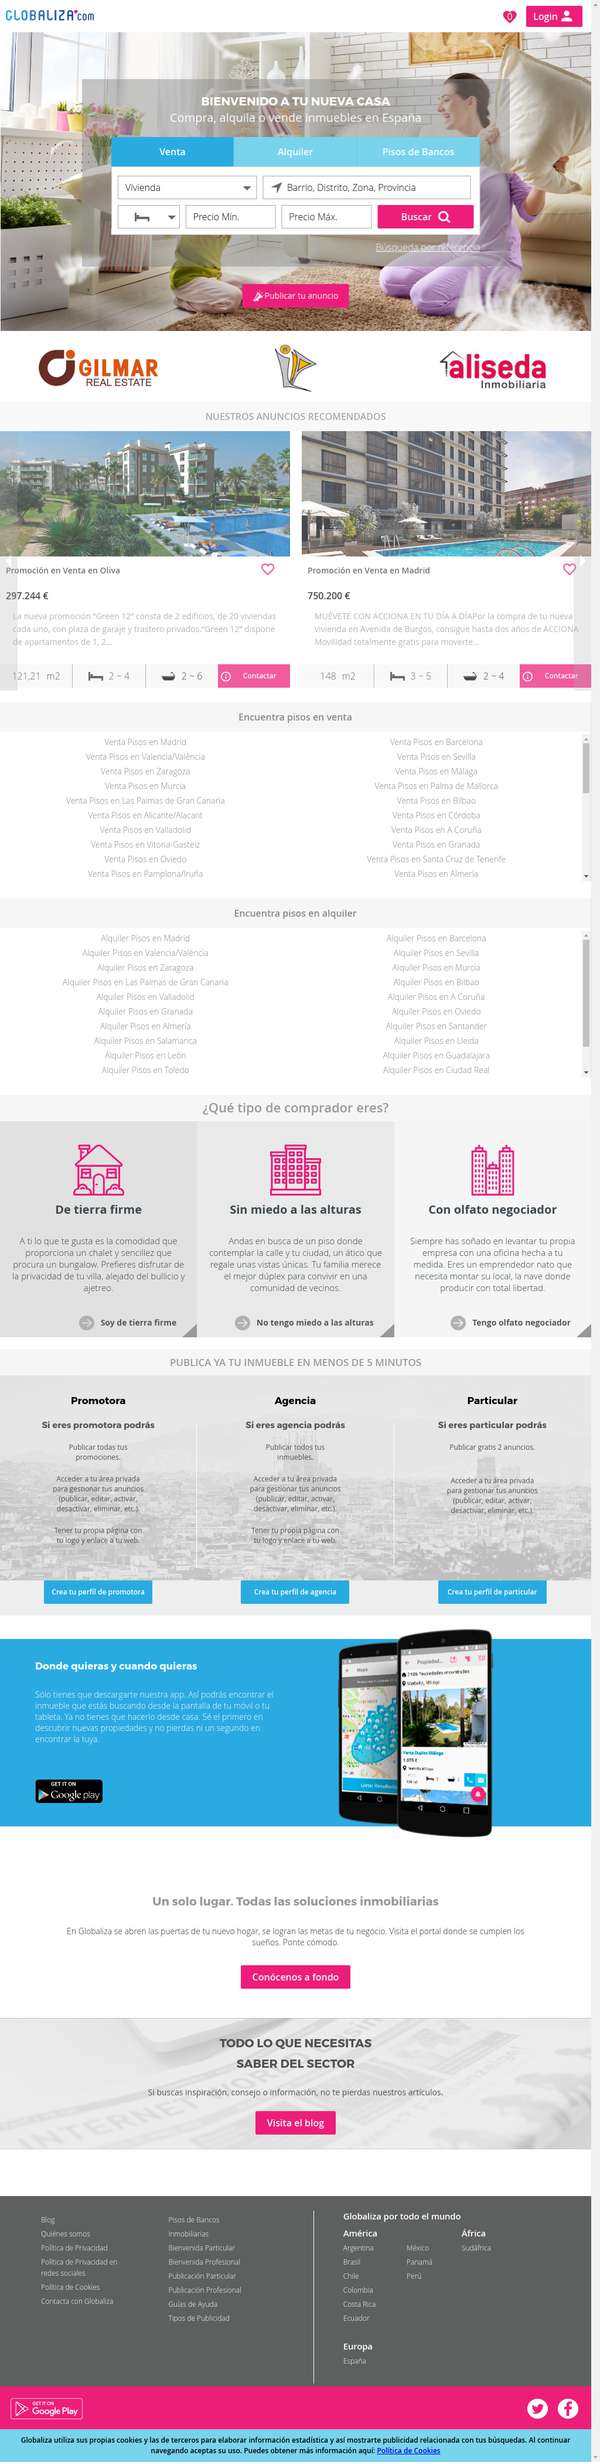 GLOBALIZA.com
0
Login
BIENVENIDO A TU NUEVA CASA
Compra, alquila o vende inmuebles en España
Venta Alquiler Pisos de Bancos
Vivienda Barrio, Distrito, Zona, Provincia
Precio Mín. Precio Máx. Buscar
Búsqueda por referencia
Publicar tu anuncio
GILMAR
REAL ESTATE
aliseda
Inmobiliaria
NUESTROS ANUNCIOS RECOMENDADOS
Promoción en Venta en Oliva
297.244 €
La nueva promoción "Green 12" consta de 2 edificios, de 20 viviendas
cada uno, con plaza de garaje y trastero privados."Green 12" dispone
de apartamentos de 1, 2...
121,21 m2 2 ~ 4 2 ~ 6 Contactar
Promoción en Venta en Madrid
750.200 €
MUÉVETE CON ACCIONA EN TU DÍA A DÍAPor la compra de tu nueva
vivienda en Avenida de Burgos, consigue hasta dos años de ACCIONA
Movilidad totalmente gratis para moverte...
148 m2 3 ~ 5 2 ~ 4 Contactar
Encuentra pisos en venta
Venta Pisos en Madrid Venta Pisos en Barcelona
Venta Pisos en Valencia/València Venta Pisos en Sevilla
Venta Pisos en Zaragoza Venta Pisos en Málaga
Venta Pisos en Murcia Venta Pisos en Palma de Mallorca
Venta Pisos en Las Palmas de Gran Canaria Venta Pisos en Bilbao
Venta Pisos en Alicante/Alacant Venta Pisos en Córdoba
Venta Pisos en Valladolid Venta Pisos en A Coruña
Venta Pisos en Vitoria-Gasteiz Venta Pisos en Granada
Venta Pisos en Oviedo Venta Pisos en Santa Cruz de Tenerife
Venta Pisos en Pamplona/Iruña Venta Pisos en Almería
Encuentra pisos en alquiler
Alquiler Pisos en Madrid Alquiler Pisos en Barcelona
Alquiler Pisos en Valencia/València Alquiler Pisos en Sevilla
Alquiler Pisos en Zaragoza Alquiler Pisos en Murcia
Alquiler Pisos en Las Palmas de Gran Canaria Alquiler Pisos en Bilbao
Alquiler Pisos en Valladolid Alquiler Pisos en A Coruña
Alquiler Pisos en Granada Alquiler Pisos en Oviedo
Alquiler Pisos en Almería Alquiler Pisos en Santander
Alquiler Pisos en Salamanca Alquiler Pisos en Lleida
Alquiler Pisos en León Alquiler Pisos en Guadalajara
Alquiler Pisos en Toledo Alquiler Pisos en Ciudad Real
¿Qué tipo de comprador eres?
De tierra firme
A ti lo que te gusta es la comodidad que
proporciona un chalet y sencillez que
procura un bungalow. Prefieres disfrutar de
la privacidad de tu villa, alejado del bullicio y
ajetreo.
Soy de tierra firme
Sin miedo a las alturas
Andas en busca de un piso donde
contemplar la calle y tu ciudad, un ático que
regale unas vistas únicas. Tu familia merece
el mejor dúplex para convivir en una
comunidad de vecinos.
No tengo miedo a las alturas
Con olfato negociador
Siempre has soñado en levantar tu propia
empresa con una oficina hecha a tu
medida. Eres un emprendedor nato que
necesita montar su local, la nave donde
producir con total libertad.
Tengo olfato negociador
PUBLICA YA TU INMUEBLE EN MENOS DE 5 MINUTOS
Promotora
Si eres promotora podrás
Publicar todas tus
promociones.
Acceder a tu área privada
para gestionar tus anuncios
(publicar, editar, activar,
desactivar, eliminar, etc.).
Tener tu propia página con
tu logo y enlace a tu web.
Crea tu perfil de promotora
Agencia
Si eres agencia podrás
Publicar todos tus
inmuebles.
Acceder a tu área privada
para gestionar tus anuncios
(publicar, editar, activar,
desactivar, eliminar, etc.).
Tener tu propia página con
tu logo y enlace a tu web.
Crea tu perfil de agencia
Particular
Si eres particular podrás
Publicar gratis 2 anuncios.
Acceder a tu área privada
para gestionar tus anuncios
(publicar, editar, activar,
desactivar, eliminar, etc.).
Crea tu perfil de particular
Donde quieras y cuando quieras
Sólo tienes que descargarte nuestra app. Así podrás encontrar el
inmueble que estás buscando desde la pantalla de tu móvil o tu
tableta. Ya no tienes que hacerlo desde casa. Sé el primero en
descubrir nuevas propiedades y no pierdas ni un segundo en
encontrar la tuya.
GET IT ON
Google play
Mapa
Propiedad...
Venta Duplex Málaga
Un solo lugar. Todas las soluciones inmobiliarias
En Globaliza se abren las puertas de tu nuevo hogar, se logran las metas de tu negocio. Visita el portal donde se cumplen los
sueños. Ponte cómodo.
Conócenos a fondo
TODO LO QUE NECESITAS
SABER DEL SECTOR
Si buscas inspiración, consejo o información, no te pierdas nuestros artículos.
Visita el blog
Blog
Quiénes somos
Política de Privacidad
Política de Privacidad en
redes sociales
Política de Cookies
Contacta con Globaliza
Pisos de Bancos
Inmobiliarias
Bienvenida Particular
Bienvenida Profesional
Publicación Particular
Publicación Profesional
Guías de Ayuda
Tipos de Publicidad
Globaliza por todo el mundo
América
Argentina México
Brasil Panamá
Chile Perú
Colombia
Costa Rica
Ecuador
África
Sudáfrica
Europa
España
GET IT ON
Google Play
Globaliza utiliza sus propias cookies y las de terceros para elaborar información estadística y así mostrarte publicidad relacionada con tus búsquedas. Al continuar
navegando aceptas su uso. Puedes obtener más información aquí: Política de Cookies